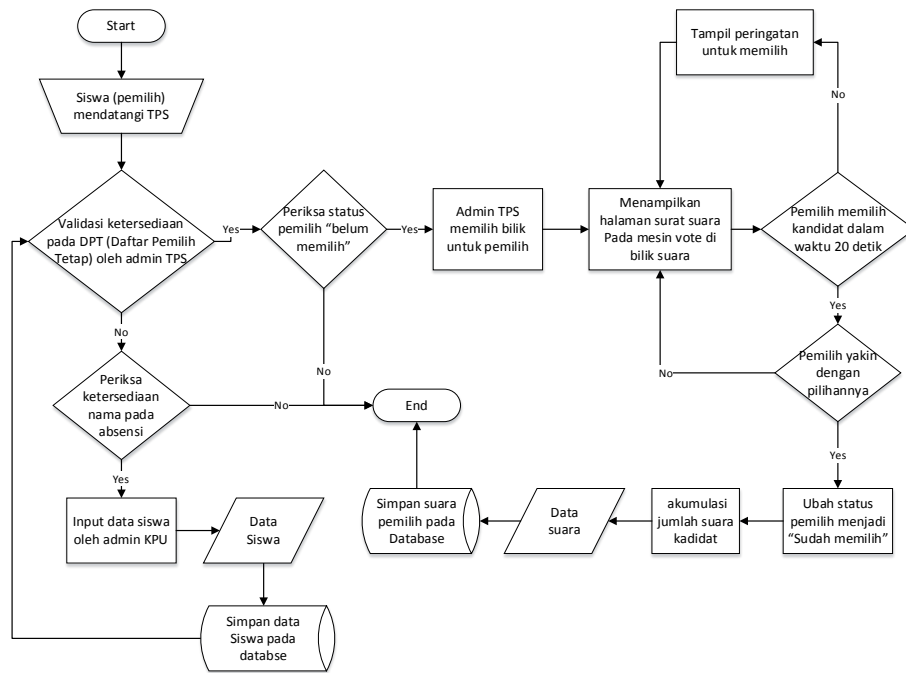 Start
Siswa (pemilih)
mendatangi TPS
Validasi ketersediaan
pada DPT (Daftar Pemilih
Tetap) oleh admin TPS
Yes
Periksa status
pemilih “belum
memilih”
Yes
Admin TPS
memilih bilik
untuk pemilih
Menampilkan
halaman surat suara
Pada mesin vote di
bilik suara
Pemilih memilih
kandidat dalam
waktu 20 detik
No
Tampil peringatan
untuk memilih
Yes
Pemilih yakin
dengan
pilihannya
No
Yes
Ubah status
pemilih menjadi
“Sudah memilih”
akumulasi
jumlah suara
kadidat
Data
suara
Simpan suara
pemilih pada
Database
End
No
No
Periksa
ketersediaan
nama pada
absensi
No
Yes
Input data siswa
oleh admin KPU
Data
Siswa
Simpan data
Siswa pada
databse